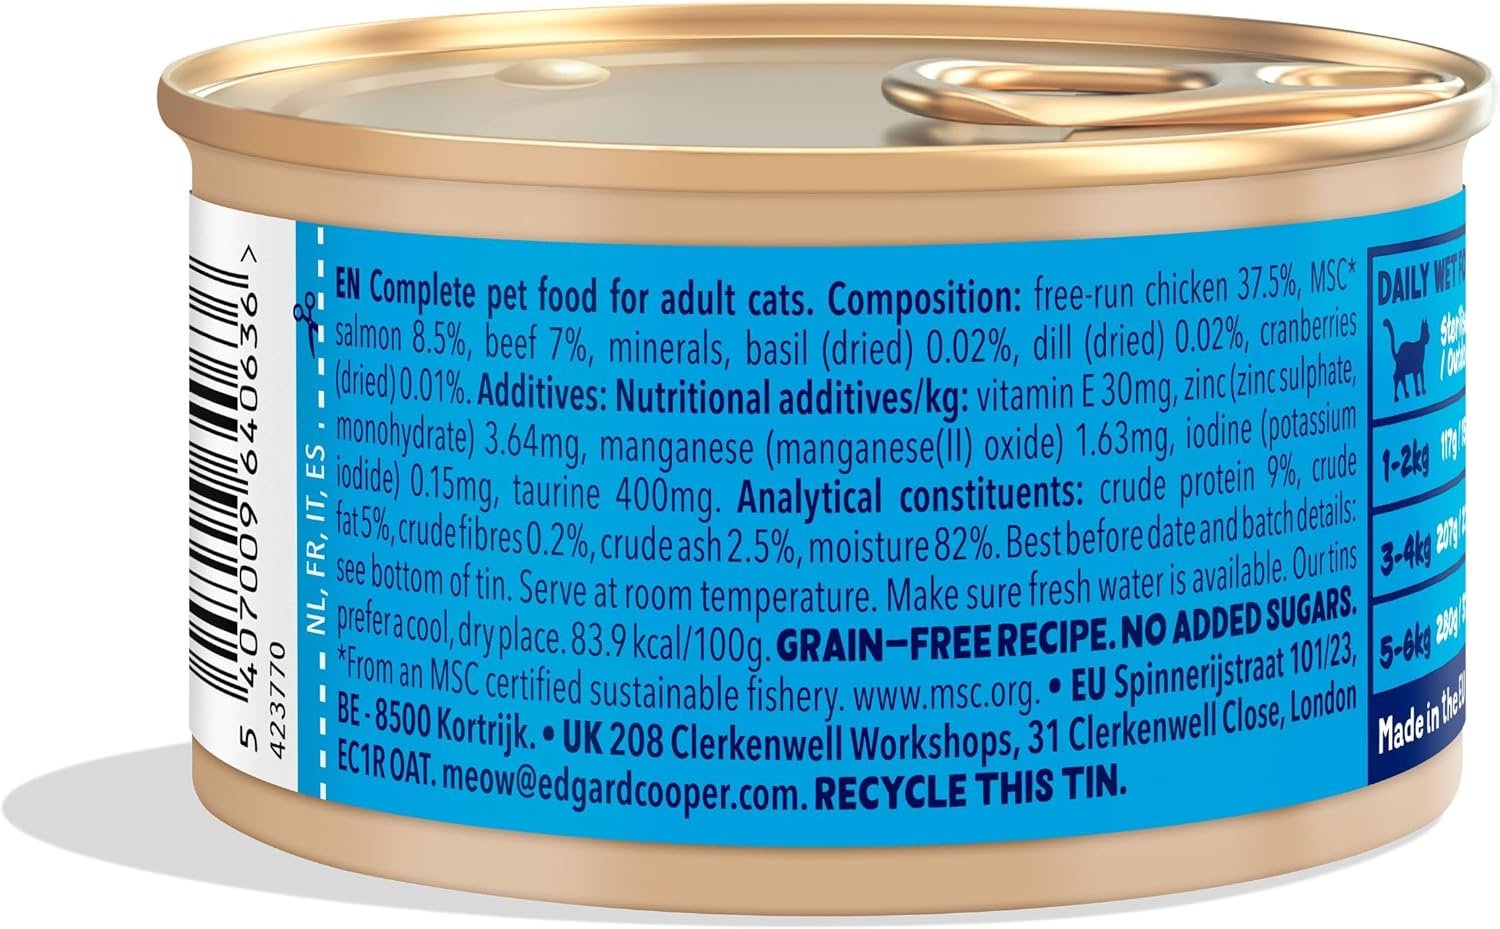 EN Complete pet food for adult cats. Composition: free-run chicken 37.5%, MSC*
salmon 8.5%, beef 7%, minerals, basil (dried) 0.02%, dill (dried) 0.02%, cranberries
(dried) 0.01%. Additives: Nutritional additives/kg: vitamin E 30mg, zinc (zinc sulphate,
monohydrate) 3.64mg, manganese (manganese(II) oxide) 1.63mg, iodine (potassium
iodide) 0.15mg, taurine 400mg. Analytical constituents: crude protein 9%, crude
fat 5%, crude fibres 0.2%, crude ash 2.5%, moisture 82%. Best before date and batch details:
see bottom of tin. Serve at room temperature. Make sure fresh water is available. Our tins
prefer a cool, dry place. 83.9 kcal/100g. GRAIN-FREE RECIPE. NO ADDED SUGARS.
*From an MSC certified sustainable fishery. www.msc.org. • EU Spinnerijstraat 101/23,
BE - 8500 Kortrijk. • UK 208 Clerkenwell Workshops, 31 Clerkenwell Close, London
EC1R OAT. meow@edgardcooper.com. RECYCLE THIS TIN.
NL, FR, IT, ES
5 407009 640636 >
423770
DAILY WET
1-2kg 117g /
3-4kg 207g /
5-6kg 280g /
Made in the EU